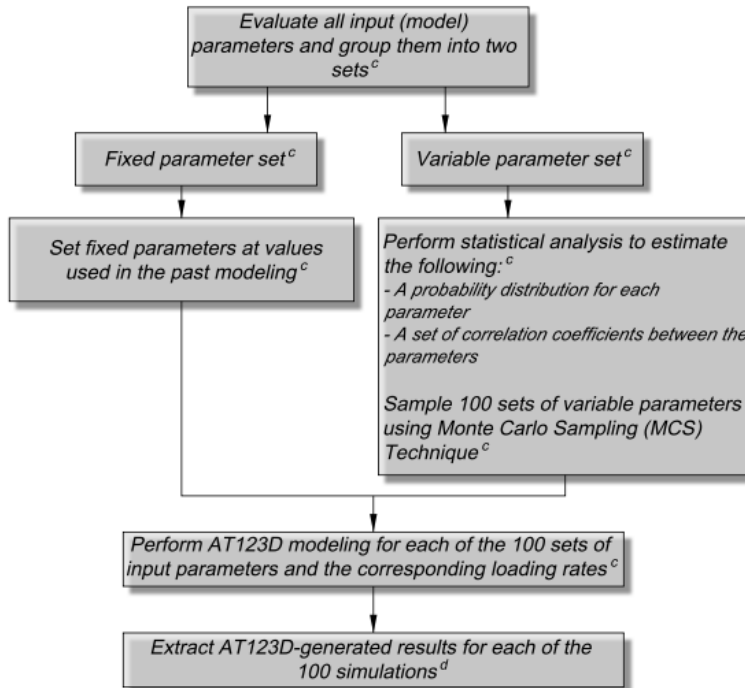 Evaluate all input (model)
parameters and group them into two
sets^c
Fixed parameter set^c
Variable parameter set^c
Set fixed parameters at values
used in the past modeling^c
Perform statistical analysis to estimate
the following:^c
- A probability distribution for each
parameter
- A set of correlation coefficients between the
parameters
Sample 100 sets of variable parameters
using Monte Carlo Sampling (MCS)
Technique^c
Perform AT123D modeling for each of the 100 sets of
input parameters and the corresponding loading rates^c
Extract AT123D-generated results for each of the
100 simulations^d